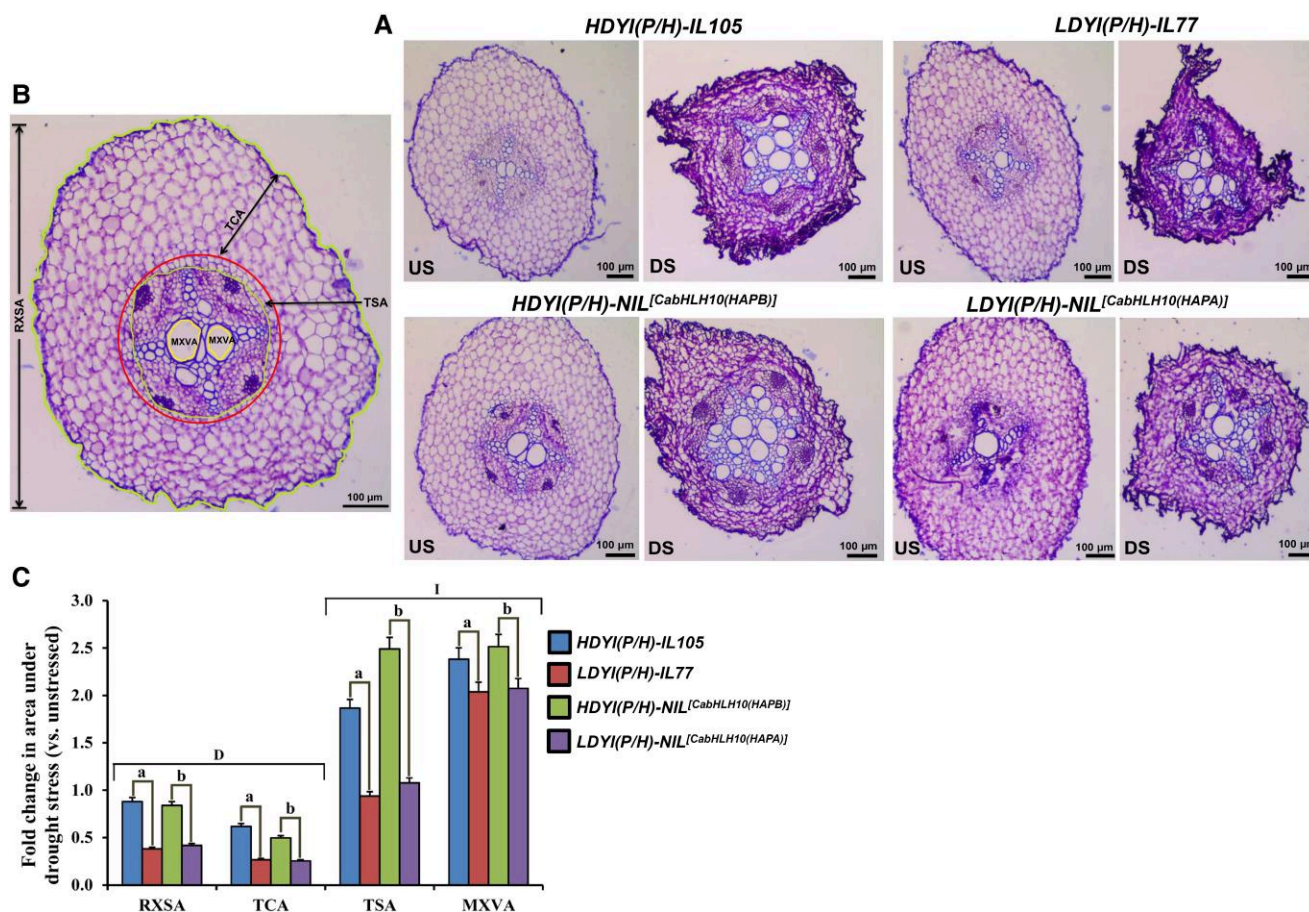 A
HDYI(P/H)-IL105
LDYI(P/H)-IL77
US
100 µm
DS
100 µm
US
100 µm
DS
100 µm
HDYI(P/H)-NIL[CabHLH10(HAPB)]
LDYI(P/H)-NIL[CabHLH10(HAPA)]
US
100 µm
DS
100 µm
US
100 µm
DS
100 µm
B
RXSA
TCA
TSA
MXVA
MXVA
100 µm
C
Fold change in area under
drought stress (vs. unstressed)
3.0
2.5
2.0
1.5
1.0
0.5
0.0
D
I
a
b
a
b
a
b
a
b
RXSA
TCA
TSA
MXVA
HDYI(P/H)-IL105
LDYI(P/H)-IL77
HDYI(P/H)-NIL[CabHLH10(HAPB)]
LDYI(P/H)-NIL[CabHLH10(HAPA)]